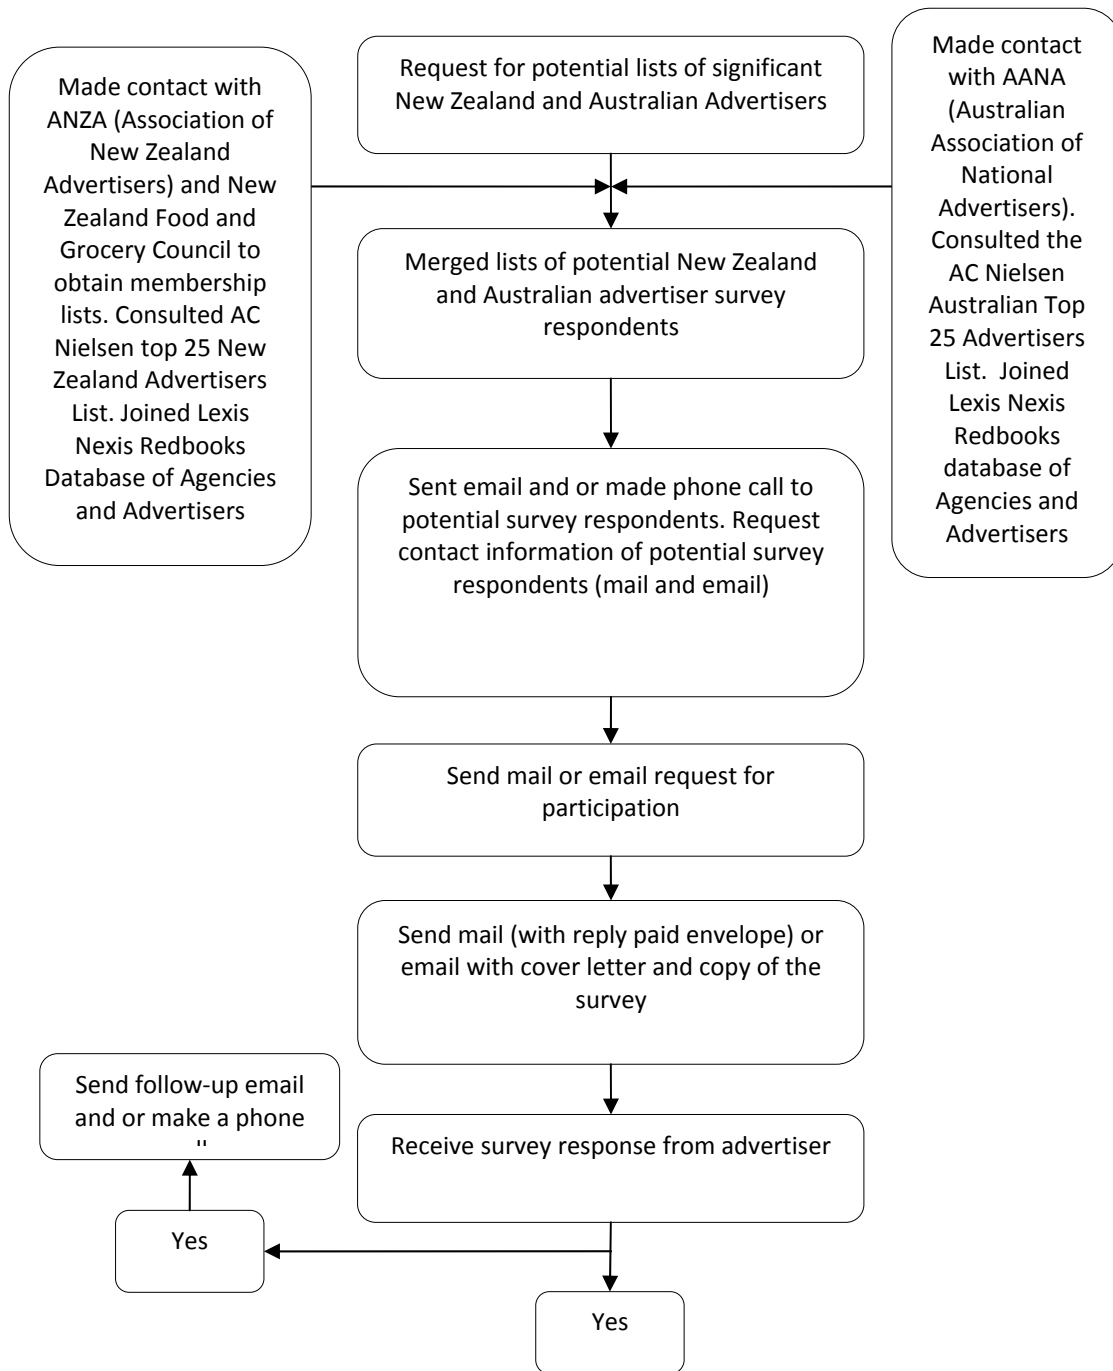 Made contact with
ANZA (Association of
New Zealand
Advertisers) and New
Zealand Food and
Grocery Council to
obtain membership
lists. Consulted AC
Nielsen top 25 New
Zealand Advertisers
List. Joined Lexis
Nexis Redbooks
Database of Agencies
and Advertisers
Request for potential lists of significant
New Zealand and Australian Advertisers
Made contact
with AANA
(Australian
Association of
National
Advertisers).
Consulted the
AC Nielsen
Australian Top
25 Advertisers
List. Joined
Lexis Nexis
Redbooks
database of
Agencies and
Advertisers
Merged lists of potential New Zealand
and Australian advertiser survey
respondents
Sent email and or made phone call to
potential survey respondents. Request
contact information of potential survey
respondents (mail and email)
Send mail or email request for
participation
Send mail (with reply paid envelope) or
email with cover letter and copy of the
survey
Send follow-up email
and or make a phone
Receive survey response from advertiser
Yes
Yes